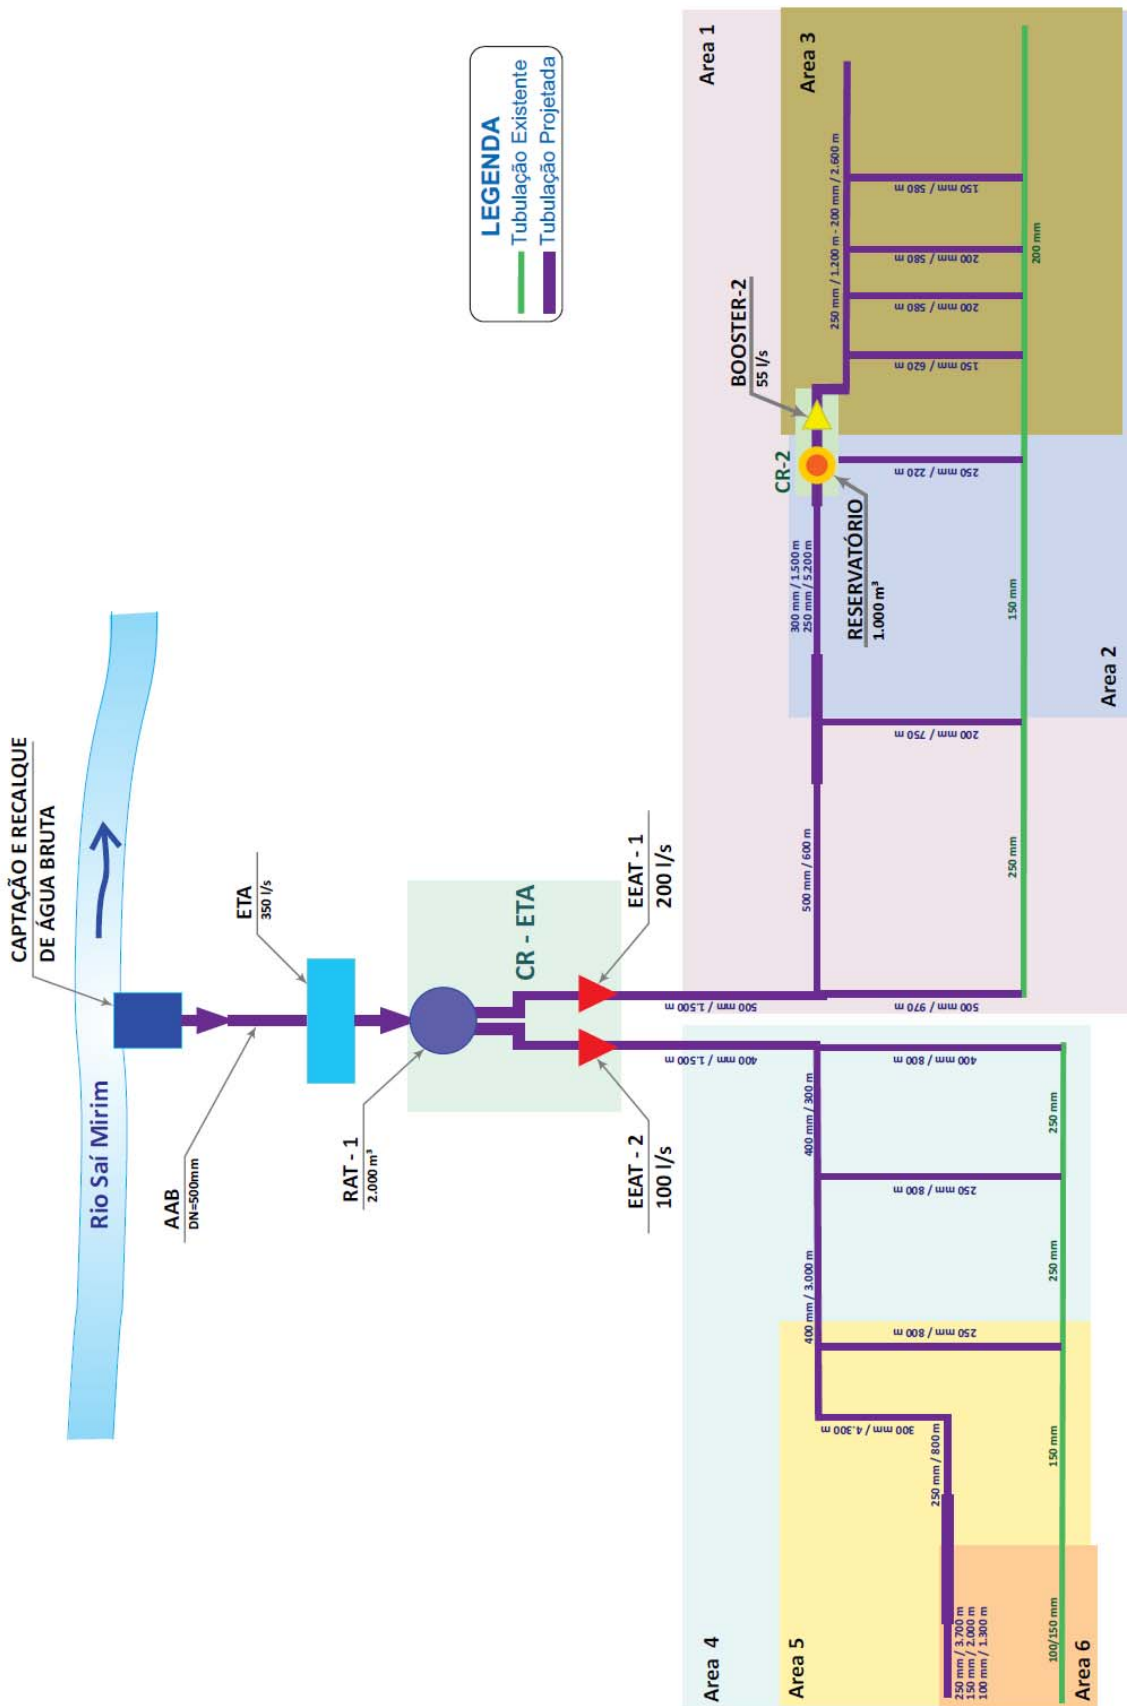 CAPTAÇÃO E RECALQUE
DE ÁGUA BRUTA
Rio Saí Mirim
AAB
DN=500mm
ETA
350 l/s
RAT - 1
2.000 m³
CR - ETA
EEAT - 2
100 l/s
EEAT - 1
200 l/s
LEGENDA
Tubulação Existente
Tubulação Projetada
400 mm / 1.500 m
500 mm / 1.500 m
Area 4
Area 5
Area 6
400 mm / 300 m
400 mm / 3.000 m
400 mm / 800 m
250 mm / 800 m
250 mm / 800 m
300 mm / 4.300 m
250 mm / 800 m
250 mm / 3.700 m
150 mm / 2.000 m
100 mm / 1.300 m
100/150 mm
150 mm
250 mm
250 mm
Area 1
Area 2
Area 3
500 mm / 600 m
500 mm / 970 m
200 mm / 750 m
300 mm / 1.500 m
250 mm / 5.200 m
CR-2
RESERVATÓRIO
1.000 m³
BOOSTER-2
55 l/s
250 mm / 220 m
250 mm / 1.200 m - 200 mm / 2.600 m
150 mm / 620 m
200 mm / 580 m
200 mm / 580 m
150 mm / 580 m
250 mm
150 mm
200 mm